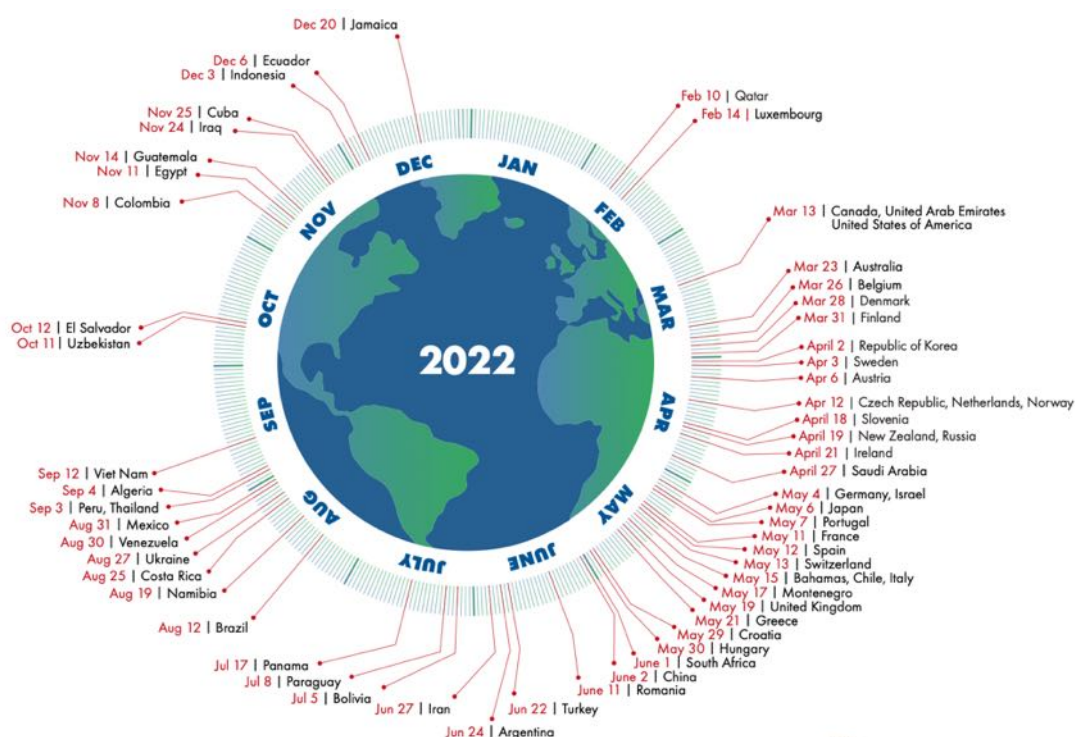 Dec 20 | Jamaica
Dec 6 | Ecuador
Dec 3 | Indonesia
Nov 25 | Cuba
Nov 24 | Iraq
Nov 14 | Guatemala
Nov 11 | Egypt
Nov 8 | Colombia
Oct 12 | El Salvador
Oct 11 | Uzbekistan
Sep 12 | Viet Nam
Sep 4 | Algeria
Sep 3 | Peru, Thailand
Aug 31 | Mexico
Aug 30 | Venezuela
Aug 27 | Ukraine
Aug 25 | Costa Rica
Aug 19 | Namibia
Aug 12 | Brazil
Jul 17 | Panama
Jul 8 | Paraguay
Jul 5 | Bolivia
Jun 27 | Iran
Jun 24 | Argentina
Jun 22 | Turkey
Feb 10 | Qatar
Feb 14 | Luxembourg
Mar 13 | Canada, United Arab Emirates
United States of America
Mar 23 | Australia
Mar 26 | Belgium
Mar 28 | Denmark
Mar 31 | Finland
April 2 | Republic of Korea
Apr 3 | Sweden
Apr 6 | Austria
Apr 12 | Czech Republic, Netherlands, Norway
April 18 | Slovenia
April 19 | New Zealand, Russia
April 21 | Ireland
April 27 | Saudi Arabia
May 4 | Germany, Israel
May 6 | Japan
May 7 | Portugal
May 11 | France
May 12 | Spain
May 13 | Switzerland
May 15 | Bahamas, Chile, Italy
May 17 | Montenegro
May 19 | United Kingdom
May 21 | Greece
May 29 | Croatia
May 30 | Hungary
June 1 | South Africa
June 2 | China
June 11 | Romania
JAN
FEB
MAR
APR
MAY
JUNE
JULY
AUG
SEP
OCT
NOV
DEC
2022